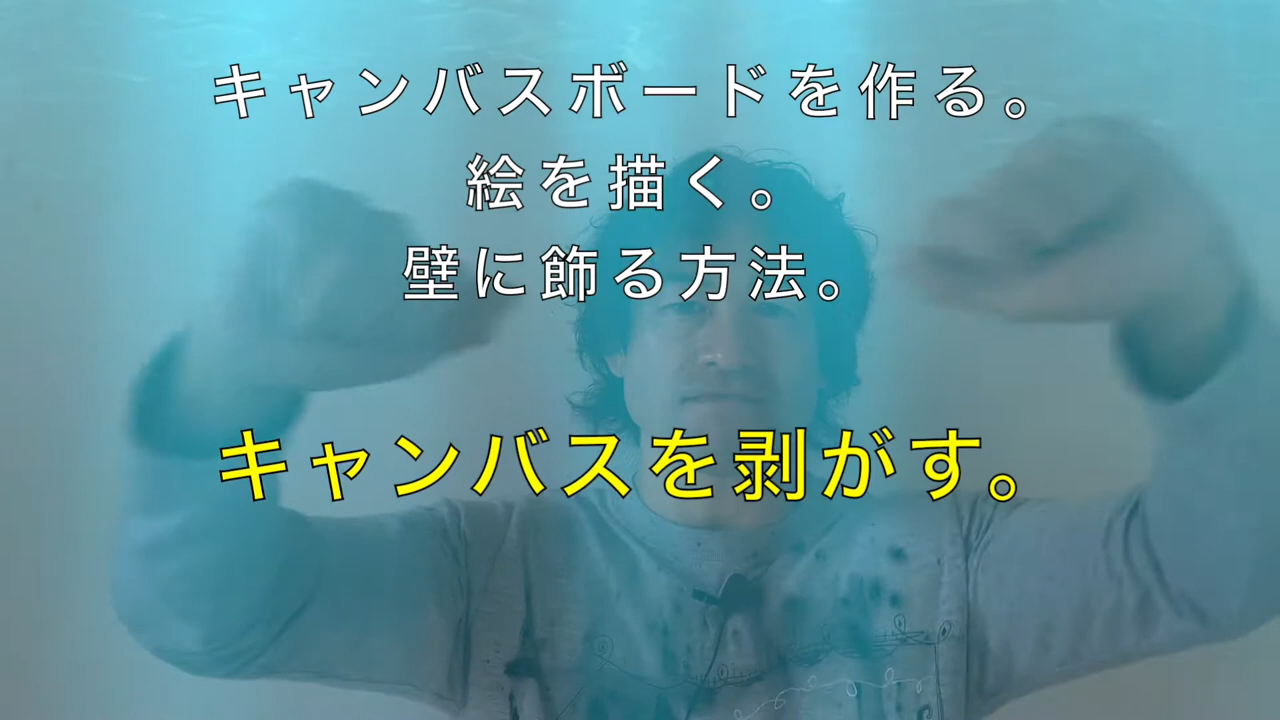 キャンバスボードを作る。
絵を描く。
壁に飾る方法。
キャンバスを剥がす。